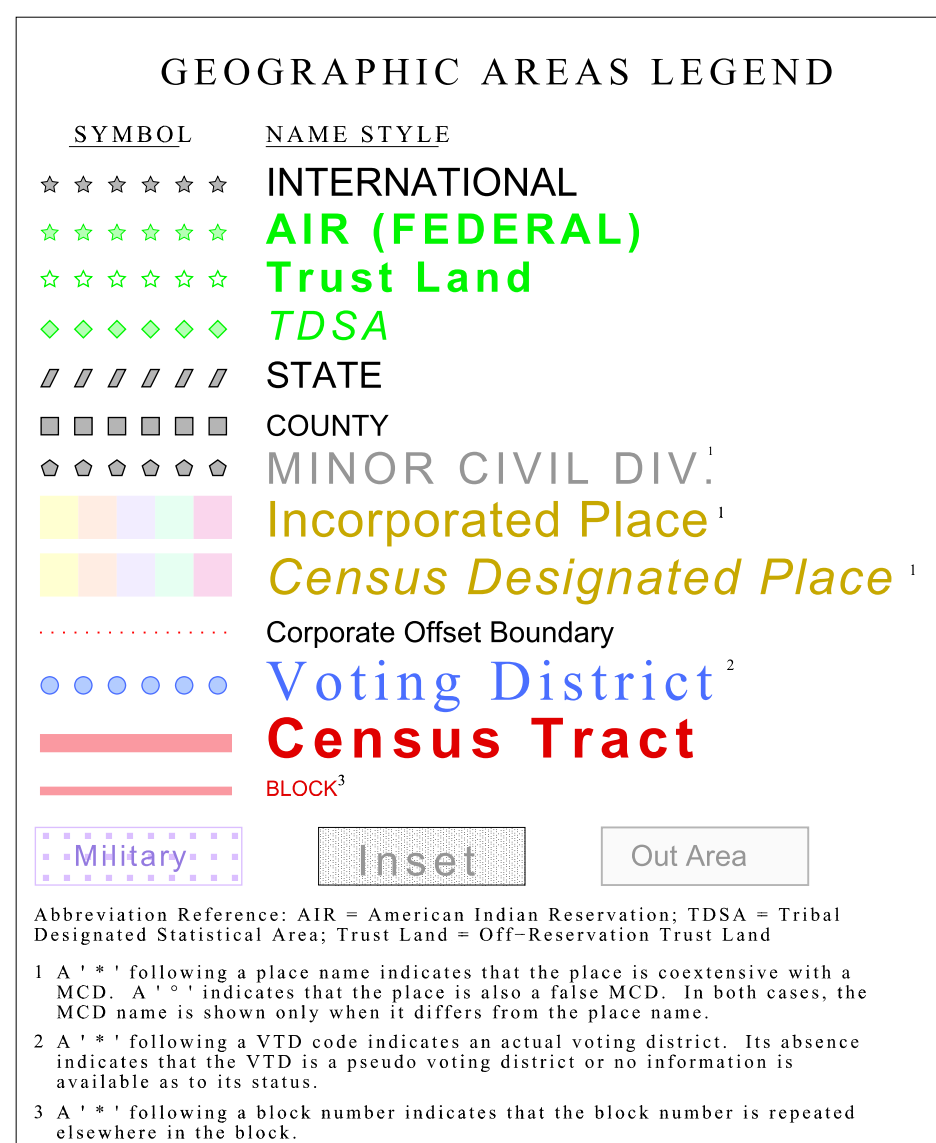 GEOGRAPHIC AREAS LEGEND
SYMBOL NAME STYLE
INTERNATIONAL
AIR (FEDERAL)
Trust Land
TDSA
STATE
COUNTY
MINOR CIVIL DIV.1
Incorporated Place 1
Census Designated Place 1
Corporate Offset Boundary
Voting District 2
Census Tract
BLOCK3
Military Inset Out Area
Abbreviation Reference: AIR = American Indian Reservation; TDSA = Tribal
Designated Statistical Area; Trust Land = Off−Reservation Trust Land
1 A ' * ' following a place name indicates that the place is coextensive with a
MCD. A ' ° ' indicates that the place is also a false MCD. In both cases, the
MCD name is shown only when it differs from the place name.
2 A ' * ' following a VTD code indicates an actual voting district. Its absence
indicates that the VTD is a pseudo voting district or no information is
available as to its status.
3 A ' * ' following a block number indicates that the block number is repeated
elsewhere in the block.